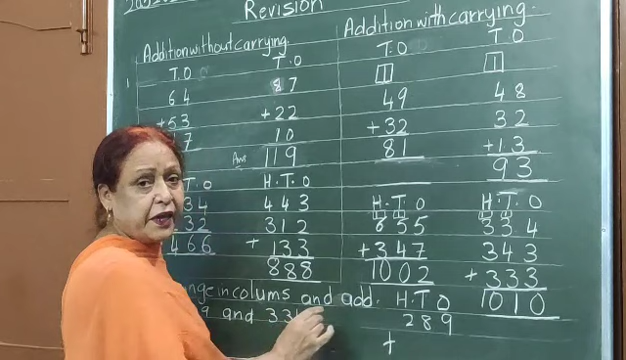 Revision
Addition without carrying
Addition with carrying.
T.O T.O T.O T.O
1 1
64 87 49 48
+53 +22 +32 32
7 10 81 +13
Ans 119 93
T.O H.T.O H.T.O H.T.O
34 443 655 334
32 312 +347 343
466 +133 1002 +333
888 1010
nge in colums and add. H.T.O
9 and 33 289
+